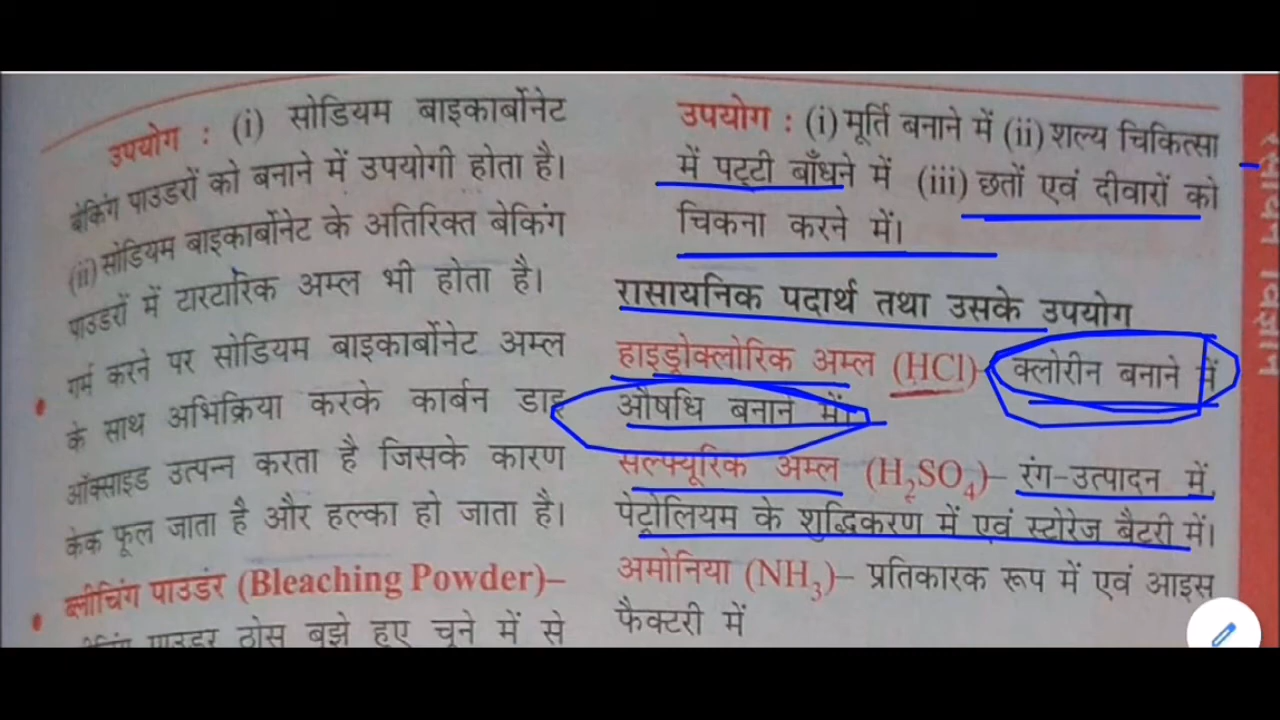 उपयोग : (i) सोडियम बाइकार्बोनेट
बेकिंग पाउडरों को बनाने में उपयोगी होता है।
(ii) सोडियम बाइकार्बोनेट के अतिरिक्त बेकिंग
पाउडरों में टारटारिक अम्ल भी होता है।
गर्म करने पर सोडियम बाइकार्बोनेट अम्ल
के साथ अभिक्रिया करके कार्बन डाइ
ऑक्साइड उत्पन्न करता है जिसके कारण
केक फूल जाता है और हल्का हो जाता है।
• ब्लीचिंग पाउडर (Bleaching Powder)–
पाउडर ठोस बुझे हुए चूने में से
उपयोग : (i) मूर्ति बनाने में (ii) शल्य चिकित्सा
में पट्टी बाँधने में (iii) छतों एवं दीवारों को
चिकना करने में।
रासायनिक पदार्थ तथा उसके उपयोग
हाइड्रोक्लोरिक अम्ल (HCl)– क्लोरीन बनाने में
औषधि बनाने में।
सल्फ्यूरिक अम्ल (H₂SO₄)– रंग-उत्पादन में,
पेट्रोलियम के शुद्धिकरण में एवं स्टोरेज बैटरी में।
अमोनिया (NH₃)– प्रतिकारक रूप में एवं आइस
फैक्टरी में
रसायन विज्ञान